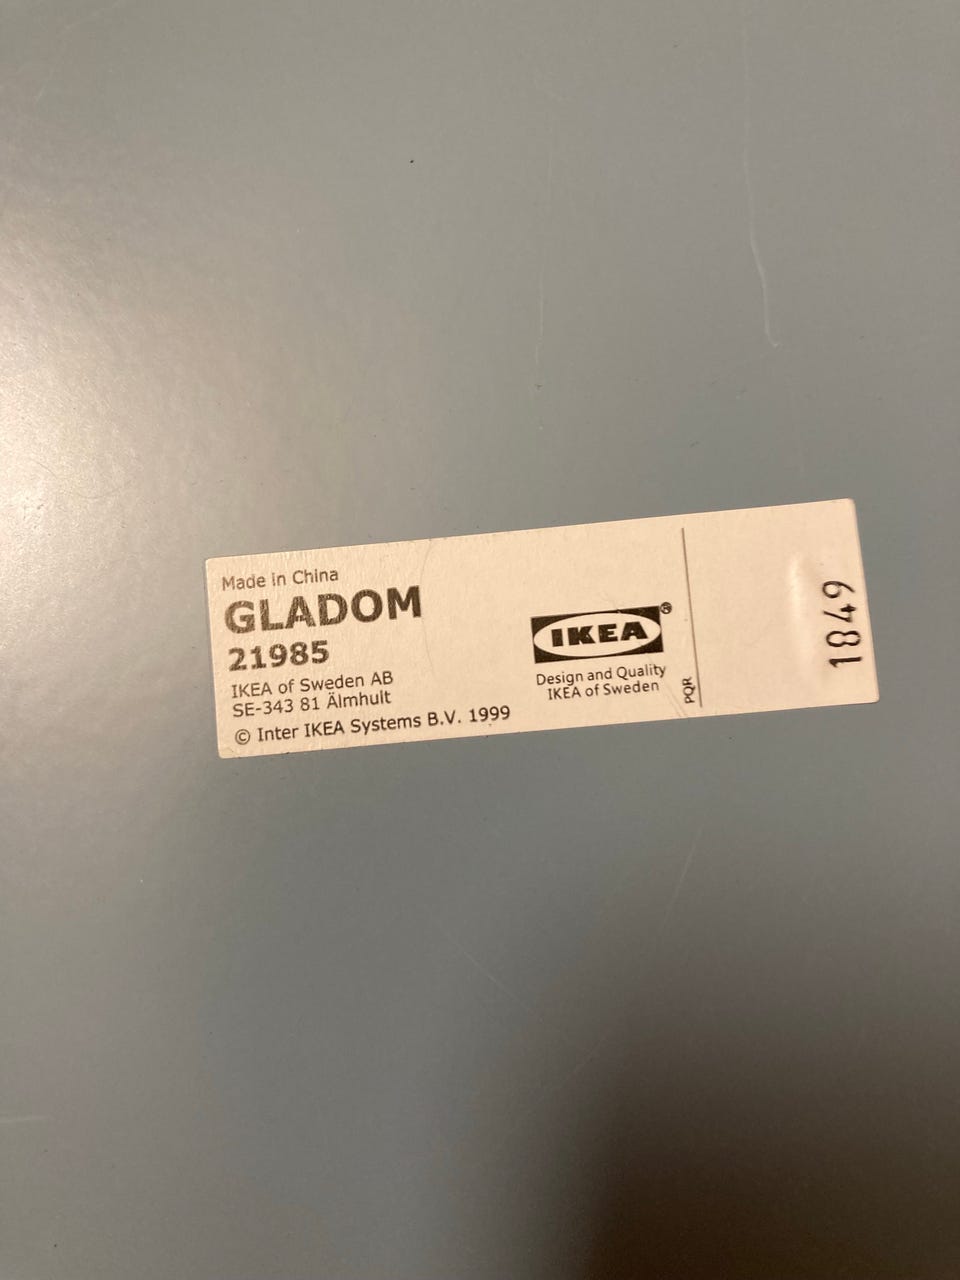 Made in China
GLADOM
21985
IKEA of Sweden AB
SE-343 81 Älmhult
© Inter IKEA Systems B.V. 1999
IKEA®
Design and Quality
IKEA of Sweden
PQR
1849